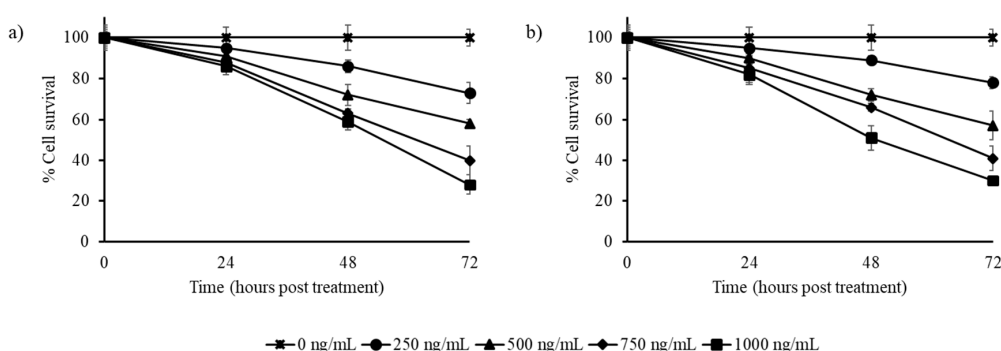 a)
100
80
60
40
20
0
% Cell survival
0 24 48 72
Time (hours post treatment)
b)
100
80
60
40
20
0
% Cell survival
0 24 48 72
Time (hours post treatment)
0 ng/mL 250 ng/mL 500 ng/mL 750 ng/mL 1000 ng/mL